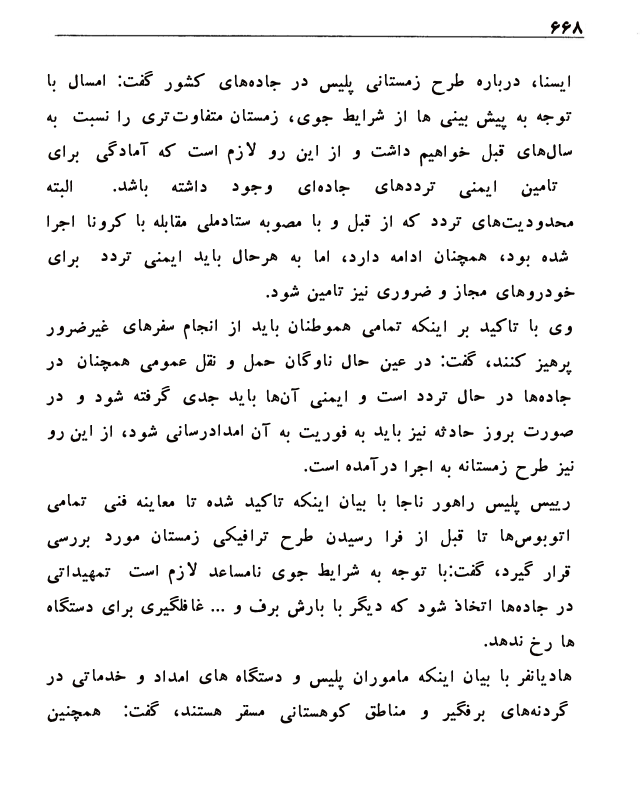 ۶۶۸
ایسنا، درباره طرح زمستانی پلیس در جاده‌های کشور گفت: امسال با
توجه به پیش بینی ها از شرایط جوی، زمستان متفاوت‌تری را نسبت به
سال‌های قبل خواهیم داشت و از این رو لازم است که آمادگی برای
تامین ایمنی ترددهای جاده‌ای وجود داشته باشد. البته
محدودیت‌های تردد که از قبل و با مصوبه ستادملی مقابله با کرونا اجرا
شده بود، همچنان ادامه دارد، اما به هرحال باید ایمنی تردد برای
خودروهای مجاز و ضروری نیز تامین شود.
وی با تاکید بر اینکه تمامی هموطنان باید از انجام سفرهای غیرضرور
پرهیز کنند، گفت: در عین حال ناوگان حمل و نقل عمومی همچنان در
جاده‌ها در حال تردد است و ایمنی آن‌ها باید جدی گرفته شود و در
صورت بروز حادثه نیز باید به فوریت به آن امدادرسانی شود، از این رو
نیز طرح زمستانه به اجرا درآمده است.
رییس پلیس راهور ناجا با بیان اینکه تاکید شده تا معاینه فنی تمامی
اتوبوس‌ها تا قبل از فرا رسیدن طرح ترافیکی زمستان مورد بررسی
قرار گیرد، گفت:با توجه به شرایط جوی نامساعد لازم است تمهیداتی
در جاده‌ها اتخاذ شود که دیگر با بارش برف و ... غافلگیری برای دستگاه
ها رخ ندهد.
هادیانفر با بیان اینکه ماموران پلیس و دستگاه های امداد و خدماتی در
گردنه‌های برفگیر و مناطق کوهستانی مسقر هستند، گفت: همچنین